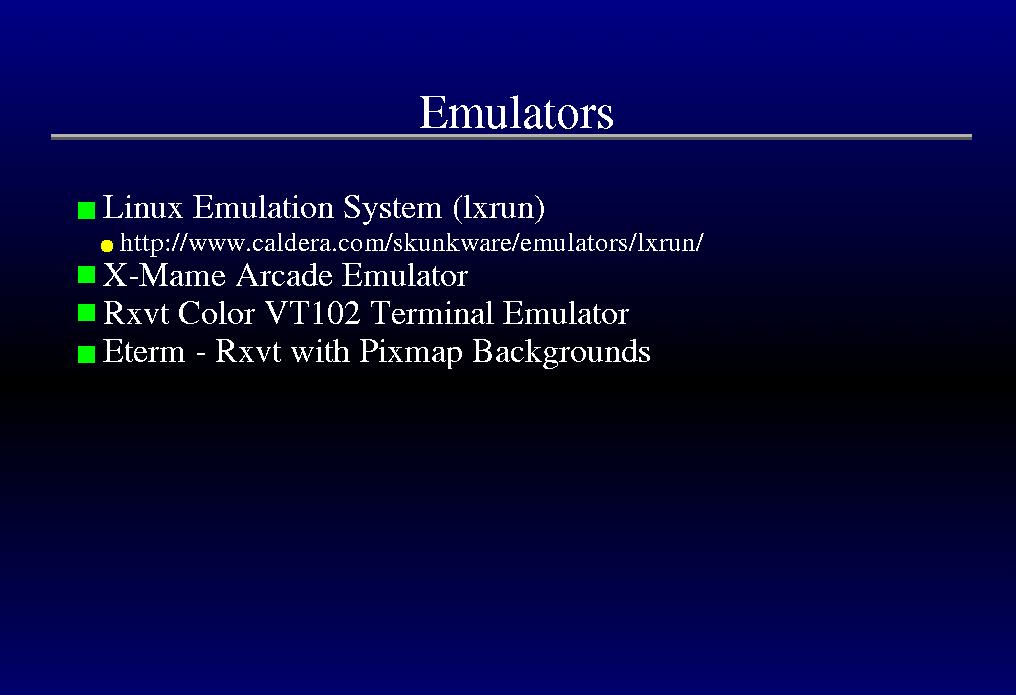 Emulators
Linux Emulation System (lxrun)
http://www.caldera.com/skunkware/emulators/lxrun/
X-Mame Arcade Emulator
Rxvt Color VT102 Terminal Emulator
Eterm - Rxvt with Pixmap Backgrounds